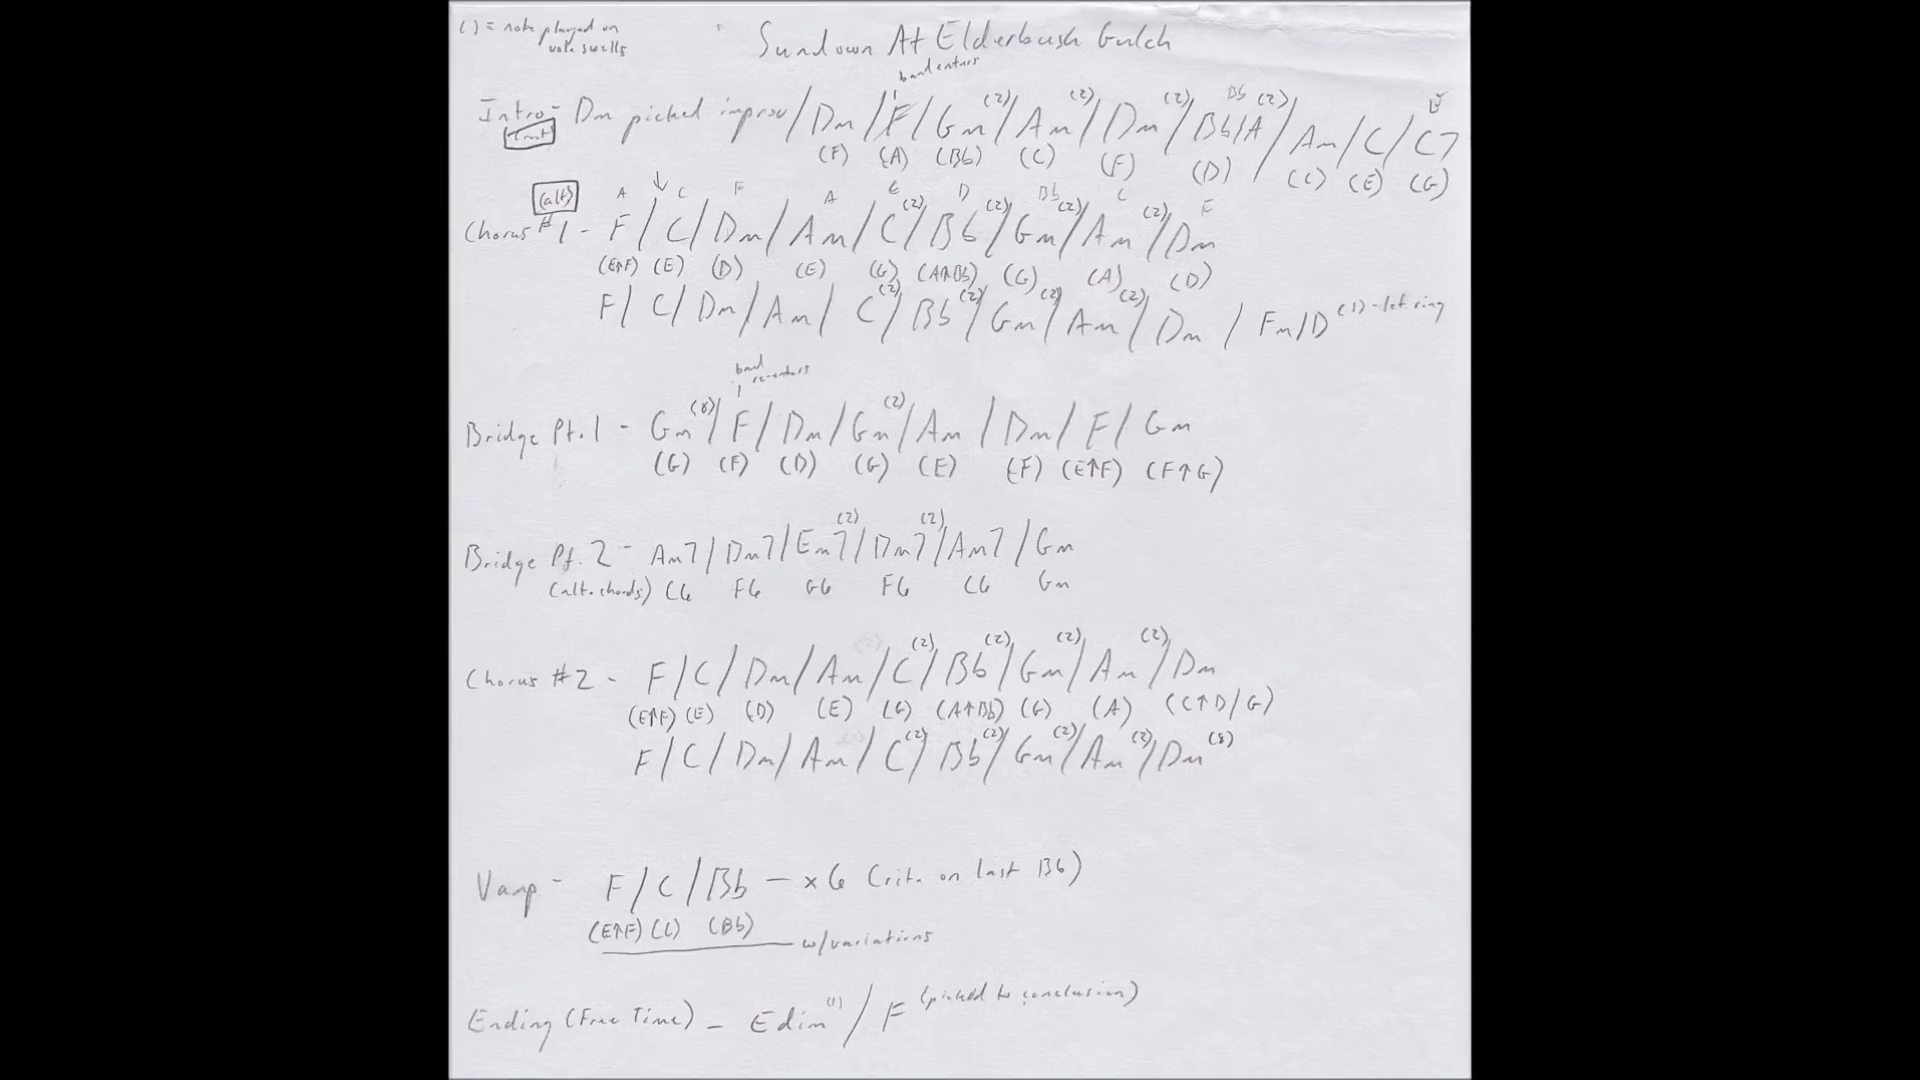 ( ) = note played on
note swells
Sundown At Elderbush Gulch
band enters
Intro - Dm picked improv / Dm / F / Gm (2) / Am (2) / Dm (2) / Bb/A Bb (2) / Am / C / C7
(F) (A) (Bb) (C) (F) (D) (C) (E) (G)
(alt) A ↓ C F A E D Bb C F
Chorus #1 - F / C / Dm / Am / C (2) / Bb (2) / Gm (2) / Am (2) / Dm
(E↑F) (E) (D) (E) (G) (A↑Bb) (G) (A) (D)
F / C / Dm / Am / C (2) / Bb (2) / Gm (2) / Am (2) / Dm / Fm/D (1) - let ring
band re-enters
Bridge Pt. 1 - Gm (8) / F / Dm / Gm (2) / Am / Dm / F / Gm
(G) (F) (D) (G) (E) (F) (E↑F) (F↑G)
Bridge Pt. 2 - Am7 / Dm7 / Em7 (2) / Dm7 (2) / Am7 / Gm
(alt. chords) C6 F6 G6 F6 C6 Gm
Chorus #2 - F / C / Dm / Am / C (2) / Bb (2) / Gm (2) / Am (2) / Dm
(E↑F) (E) (D) (E) (G) (A↑Bb) (G) (A) (C↑D/G)
F / C / Dm / Am / C (2) / Bb (2) / Gm (2) / Am (2) / Dm (8)
Vamp - F / C / Bb — x6 (rit. on last Bb)
(E↑F) (C) (Bb)
w/variations
Ending (Free Time) - Edim (1) / F (picked to conclusion)